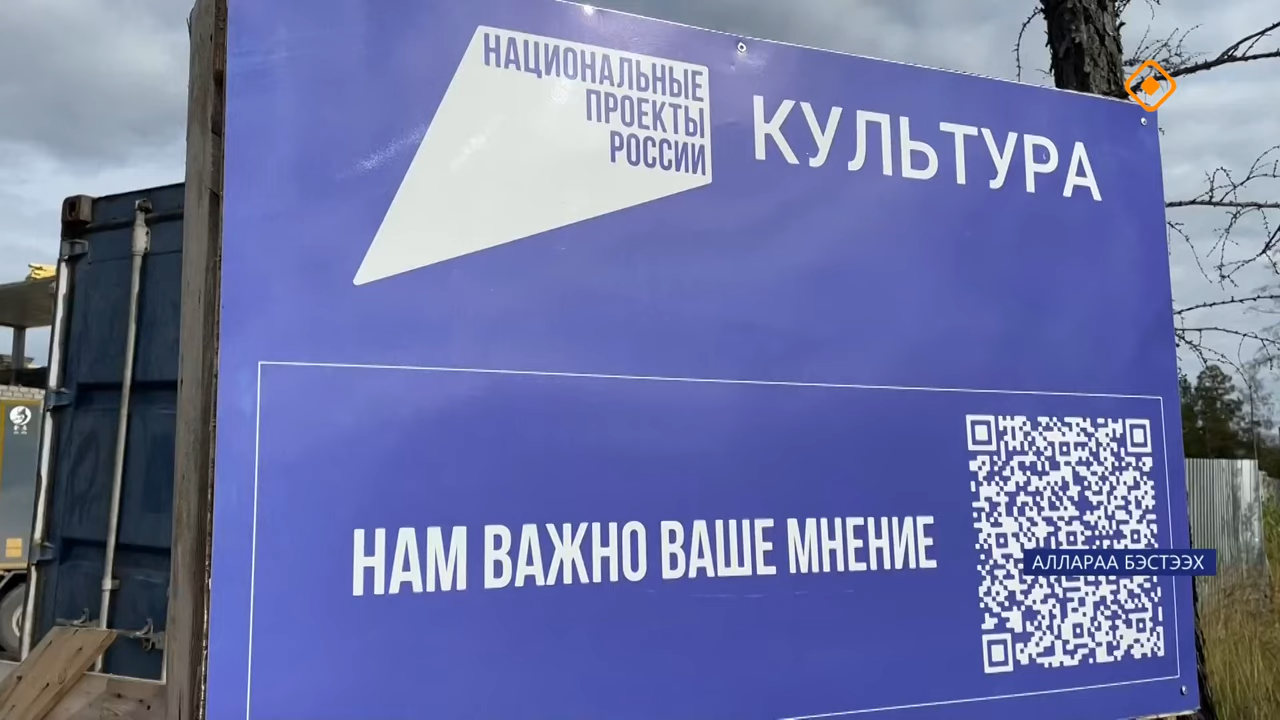 НАЦИОНАЛЬНЫЕ
ПРОЕКТЫ
РОССИИ
КУЛЬТУРА
НАМ ВАЖНО ВАШЕ МНЕНИЕ
АЛЛАРАА БЭСТЭЭХ